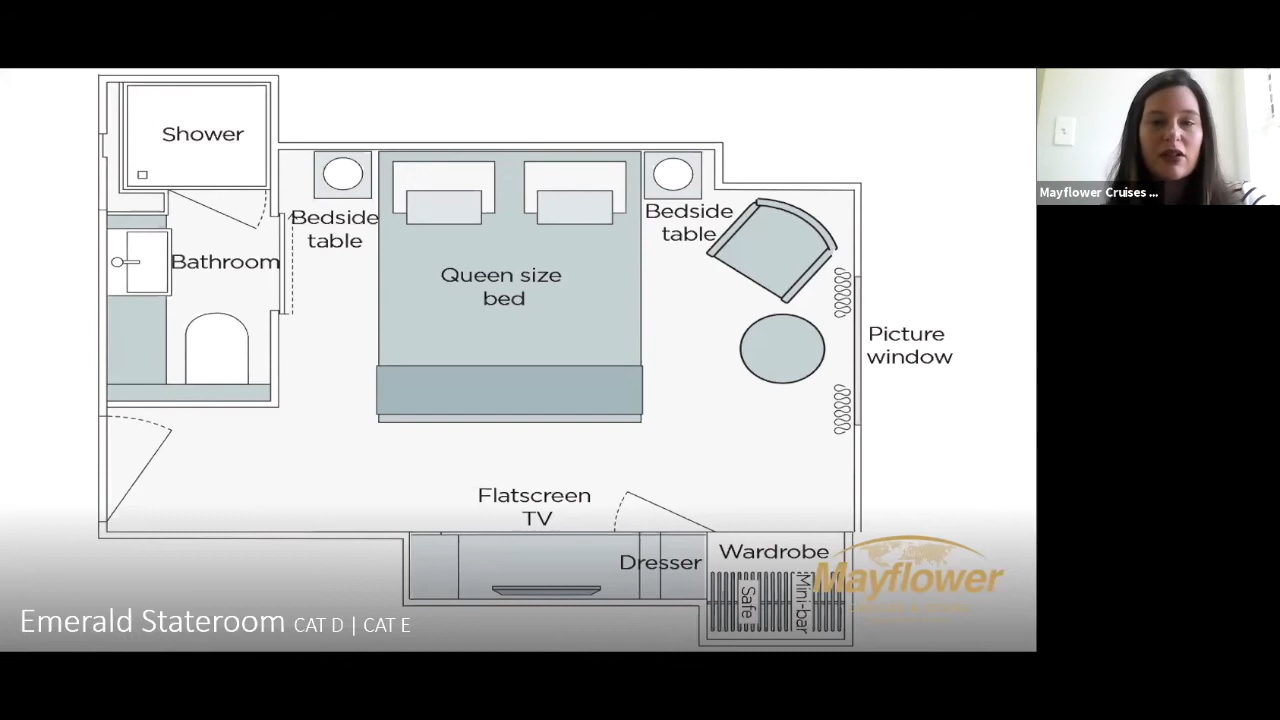 Shower
Bedside
table
Bedside
table
Bathroom
Queen size
bed
Picture
window
Flatscreen
TV
Dresser
Wardrobe
Safe
Mini-bar
Mayflower
Emerald Stateroom CAT D | CAT E
Mayflower Cruises ...